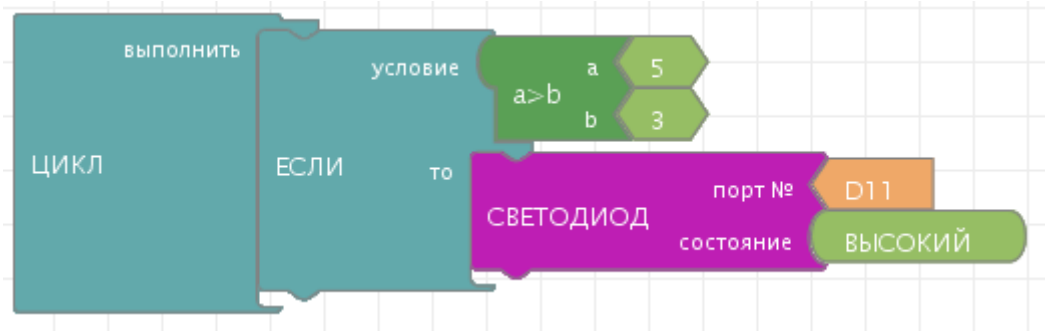 ЦИКЛ
выполнить
ЕСЛИ
условие
a>b
a
5
b
3
то
СВЕТОДИОД
порт №
D11
состояние
ВЫСОКИЙ